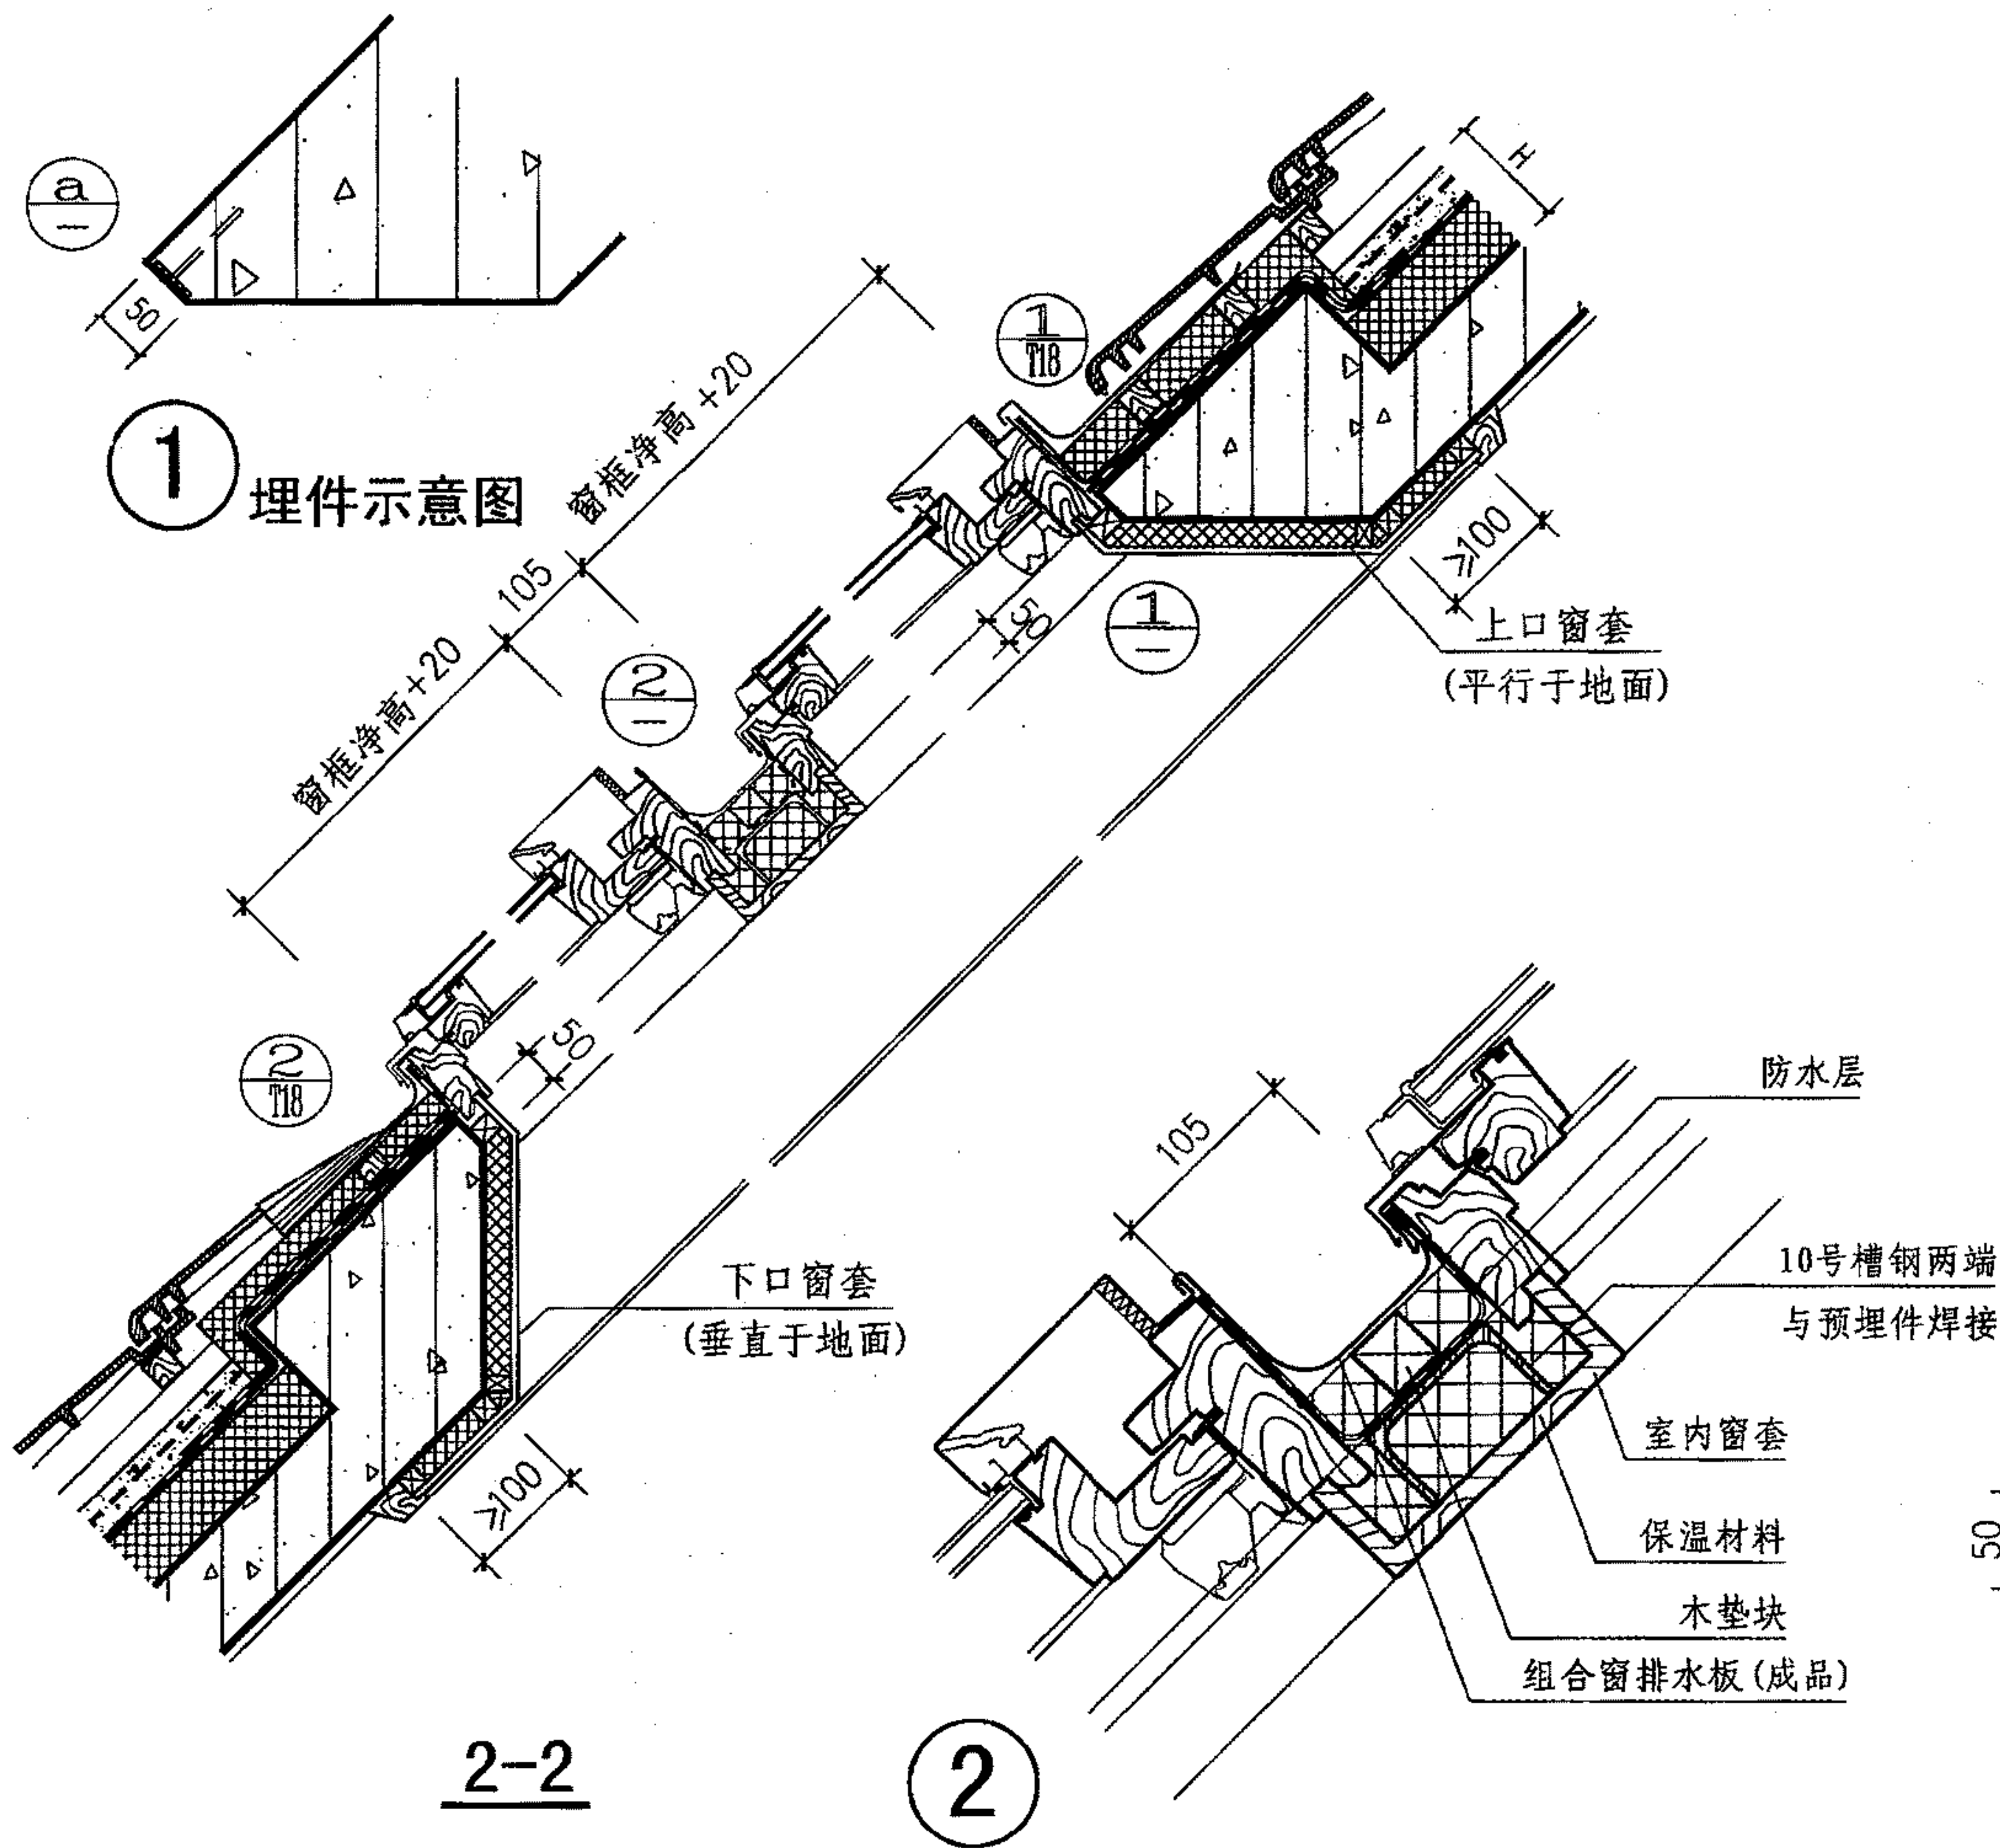 a
—
50
1
埋件示意图
H
1
T18
窗框净高+20
105
窗框净高+20
≥100
50
1
—
上口窗套
(平行于地面)
2
—
2
T18
50
下口窗套
(垂直于地面)
≥100
2-2
105
防水层
10号槽钢两端
与预埋件焊接
室内窗套
保温材料
木垫块
组合窗排水板(成品)
50
2